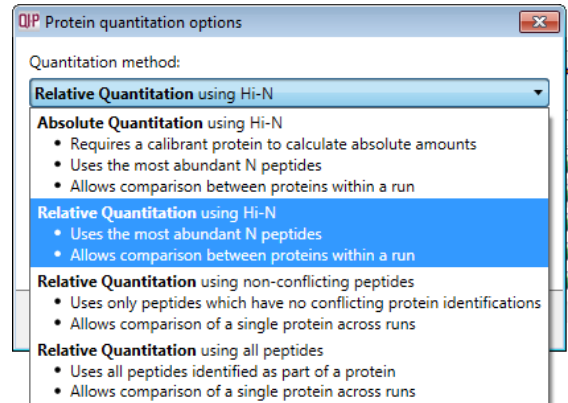 QIP Protein quantitation options
Quantitation method:
Relative Quantitation using Hi-N
Absolute Quantitation using Hi-N
• Requires a calibrant protein to calculate absolute amounts
• Uses the most abundant N peptides
• Allows comparison between proteins within a run
Relative Quantitation using Hi-N
• Uses the most abundant N peptides
• Allows comparison between proteins within a run
Relative Quantitation using non-conflicting peptides
• Uses only peptides which have no conflicting protein identifications
• Allows comparison of a single protein across runs
Relative Quantitation using all peptides
• Uses all peptides identified as part of a protein
• Allows comparison of a single protein across runs